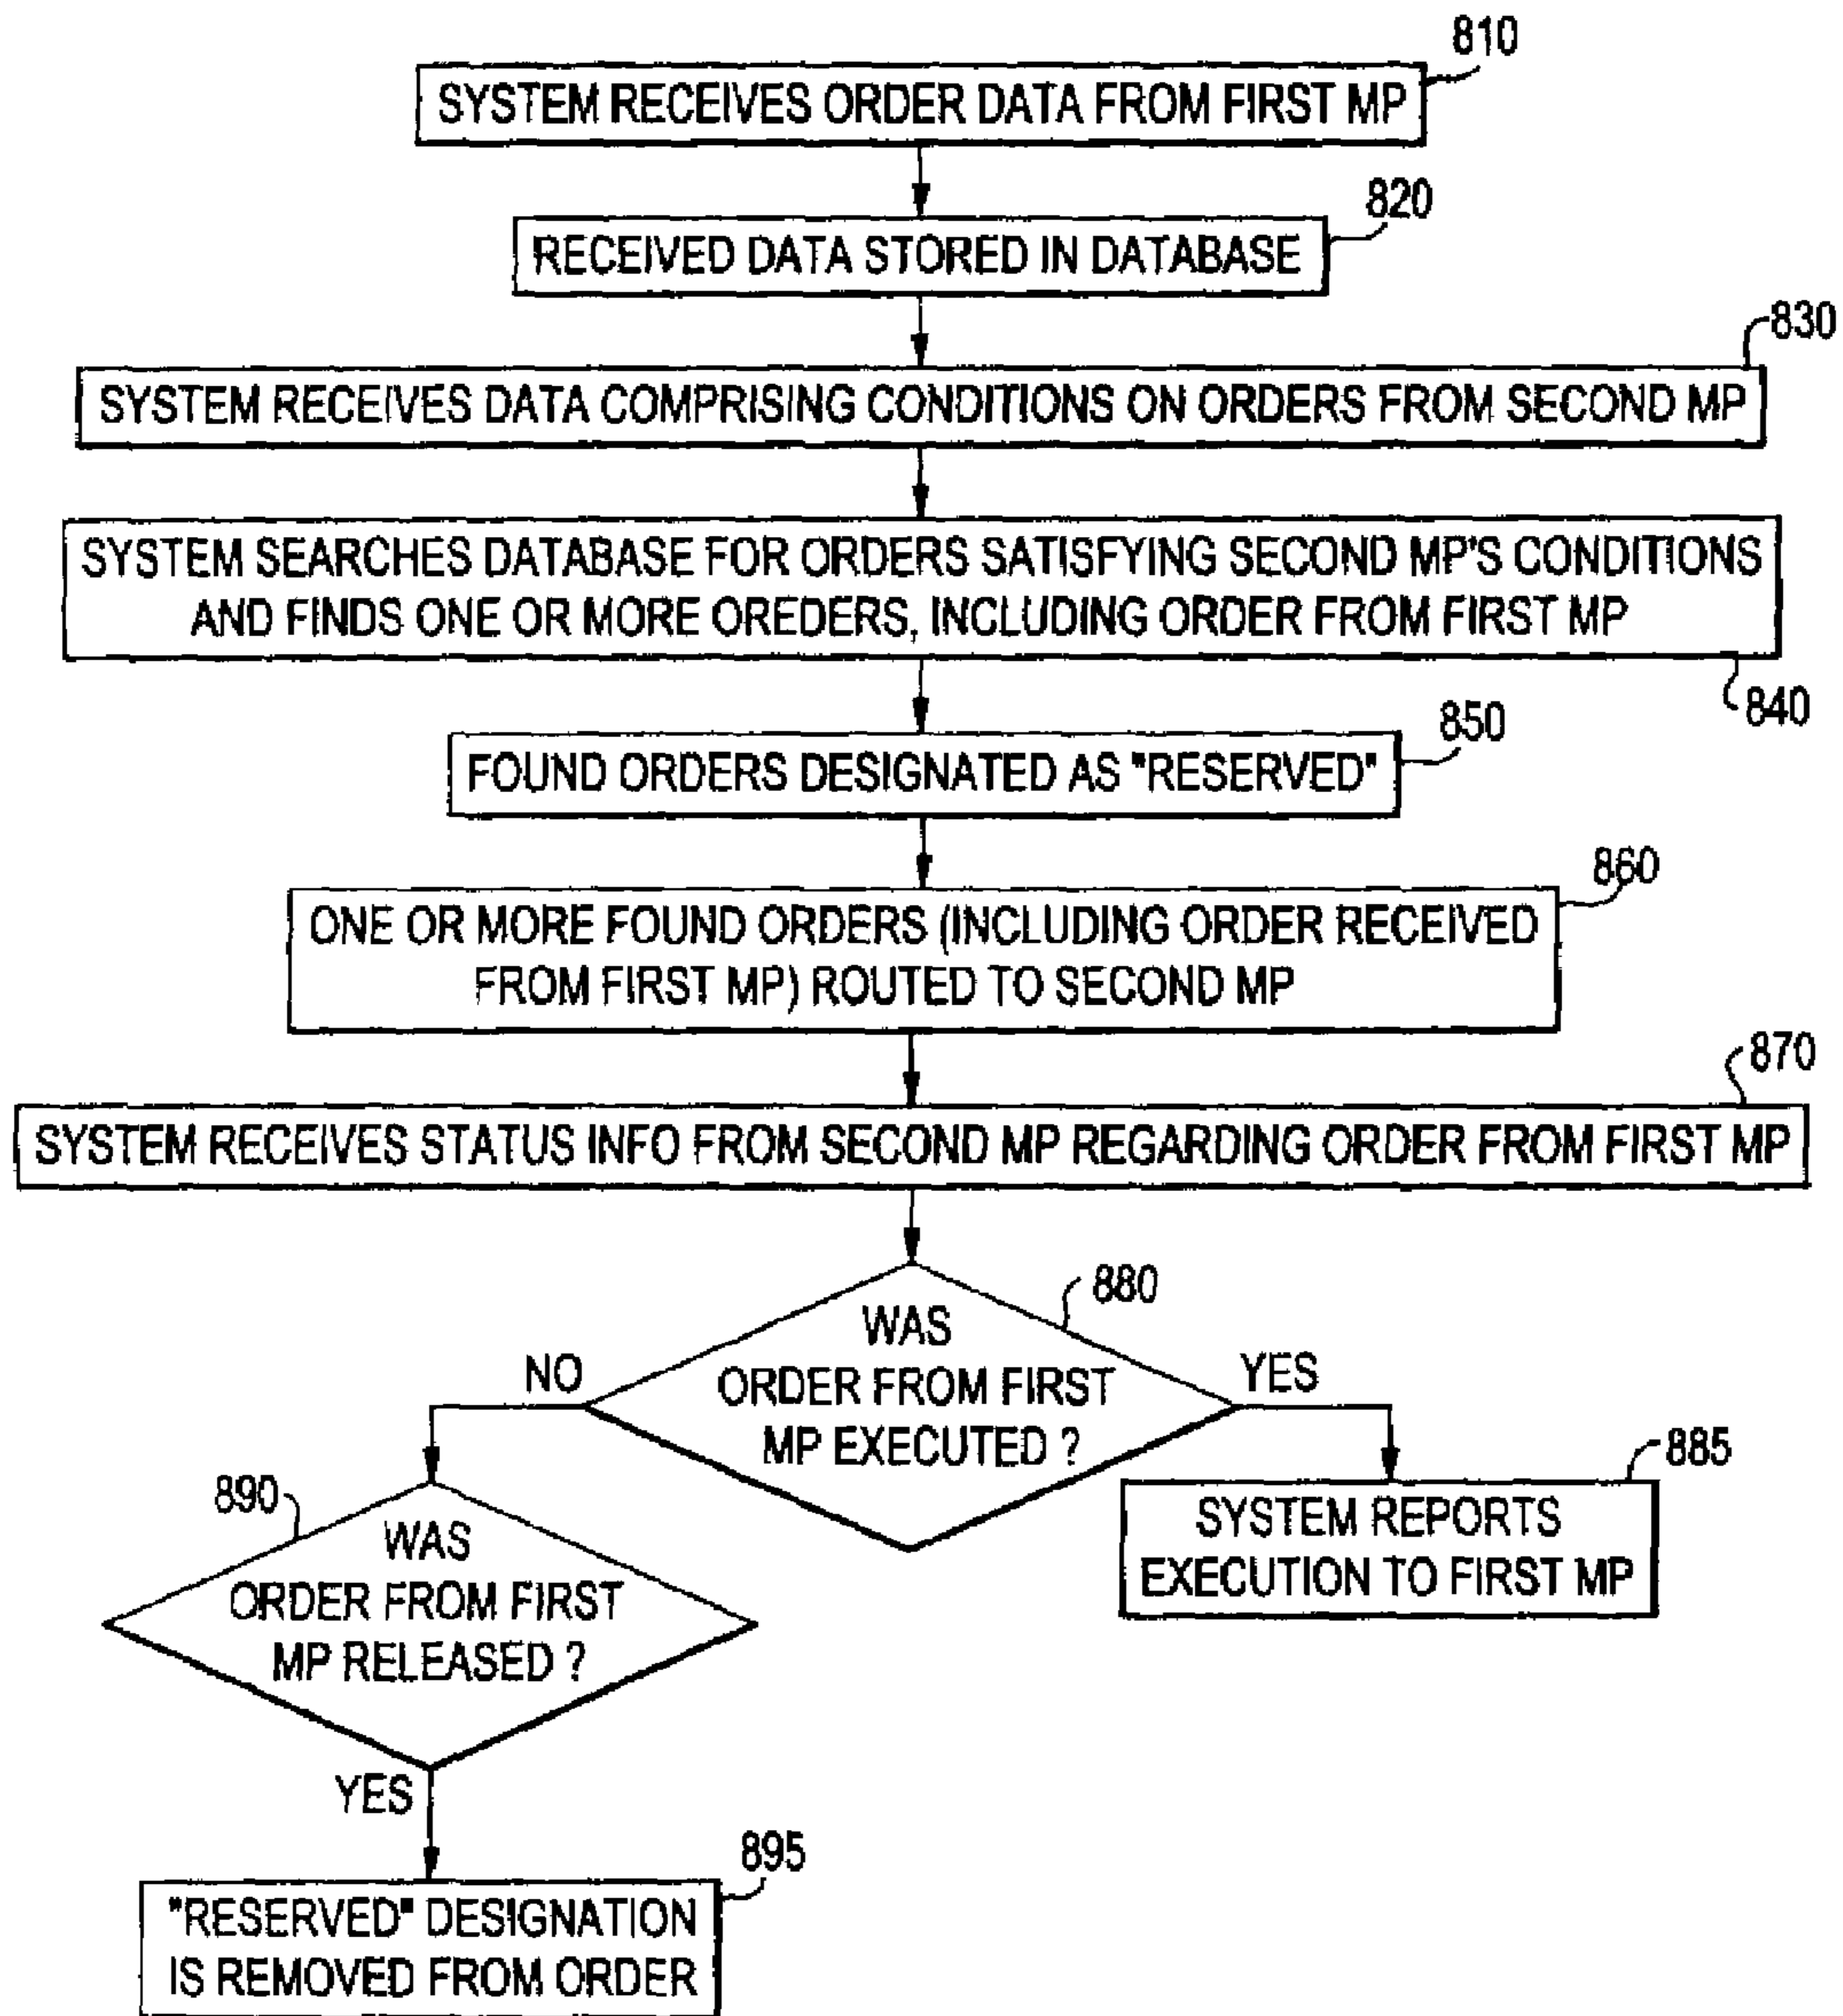 810
SYSTEM RECEIVES ORDER DATA FROM FIRST MP
820
RECEIVED DATA STORED IN DATABASE
830
SYSTEM RECEIVES DATA COMPRISING CONDITIONS ON ORDERS FROM SECOND MP
SYSTEM SEARCHES DATABASE FOR ORDERS SATISFYING SECOND MP'S CONDITIONS
AND FINDS ONE OR MORE OREDERS, INCLUDING ORDER FROM FIRST MP
840
850
FOUND ORDERS DESIGNATED AS "RESERVED"
860
ONE OR MORE FOUND ORDERS (INCLUDING ORDER RECEIVED
FROM FIRST MP) ROUTED TO SECOND MP
870
SYSTEM RECEIVES STATUS INFO FROM SECOND MP REGARDING ORDER FROM FIRST MP
880
WAS
ORDER FROM FIRST
MP EXECUTED ?
NO
YES
885
SYSTEM REPORTS
EXECUTION TO FIRST MP
890
WAS
ORDER FROM FIRST
MP RELEASED ?
YES
895
"RESERVED" DESIGNATION
IS REMOVED FROM ORDER